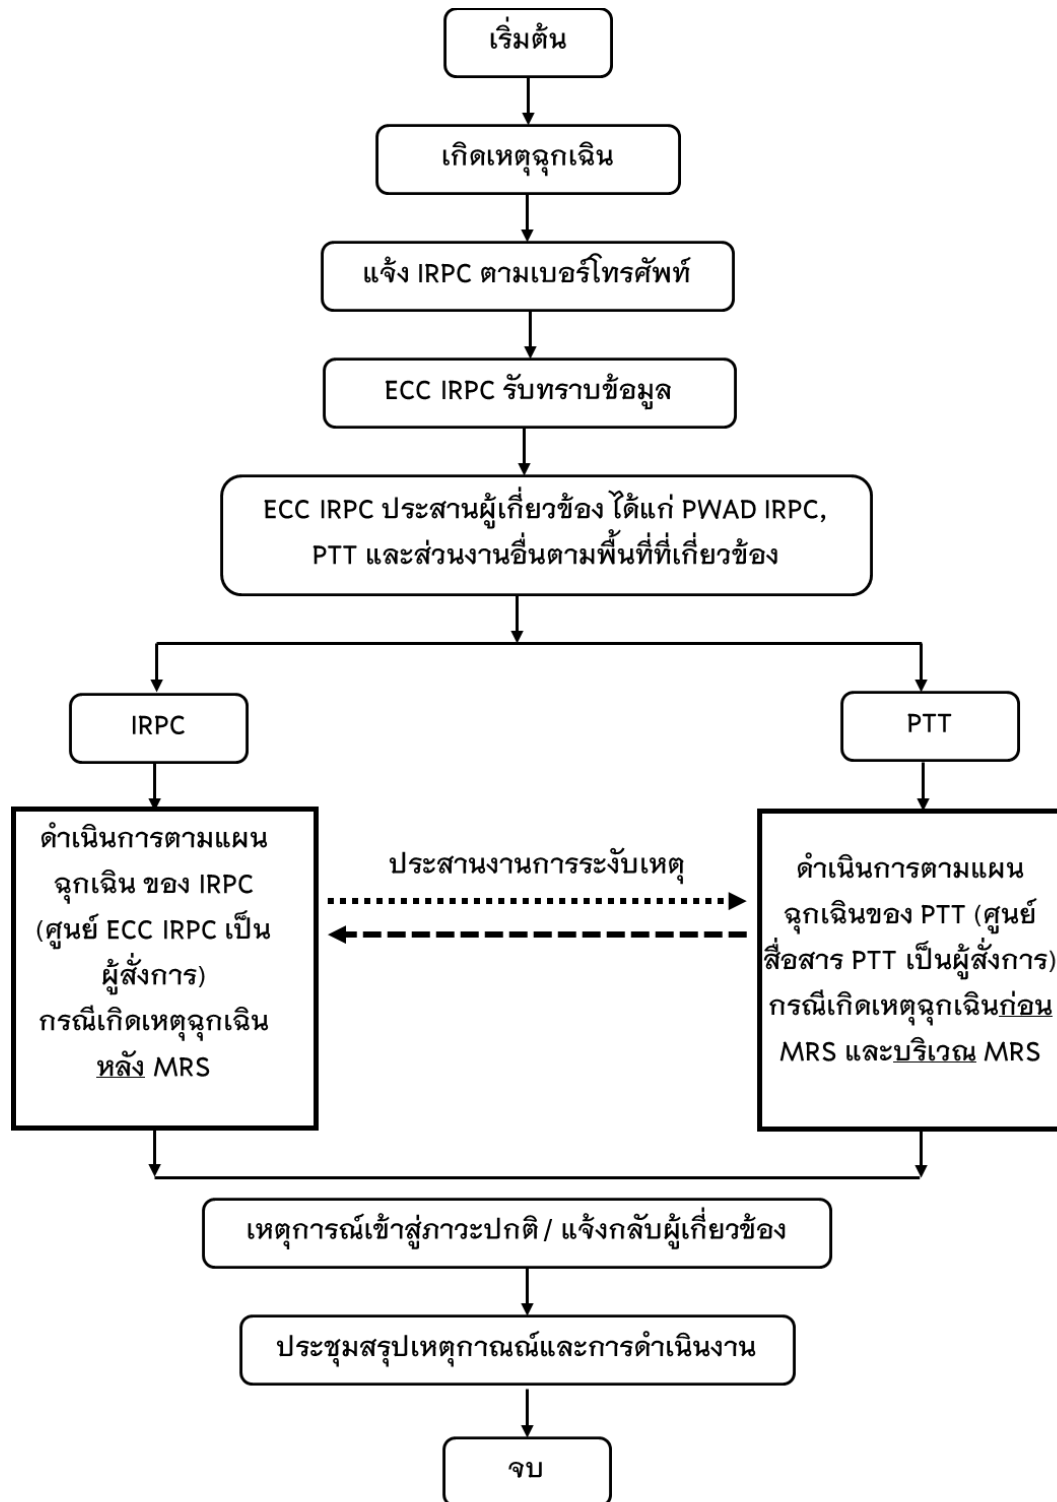 เริ่มต้น
เกิดเหตุฉุกเฉิน
แจ้ง IRPC ตามเบอร์โทรศัพท์
ECC IRPC รับทราบข้อมูล
ECC IRPC ประสานผู้เกี่ยวข้อง ได้แก่ PWAD IRPC,
PTT และส่วนงานอื่นตามพื้นที่ที่เกี่ยวข้อง
IRPC
PTT
ดำเนินการตามแผน
ฉุกเฉิน ของ IRPC
(ศูนย์ ECC IRPC เป็น
ผู้สั่งการ)
กรณีเกิดเหตุฉุกเฉิน
หลัง MRS
ประสานงานการระงับเหตุ
ดำเนินการตามแผน
ฉุกเฉินของ PTT (ศูนย์
สื่อสาร PTT เป็นผู้สั่งการ)
กรณีเกิดเหตุฉุกเฉินก่อน
MRS และบริเวณ MRS
เหตุการณ์เข้าสู่ภาวะปกติ / แจ้งกลับผู้เกี่ยวข้อง
ประชุมสรุปเหตุกาณณ์และการดำเนินงาน
จบ